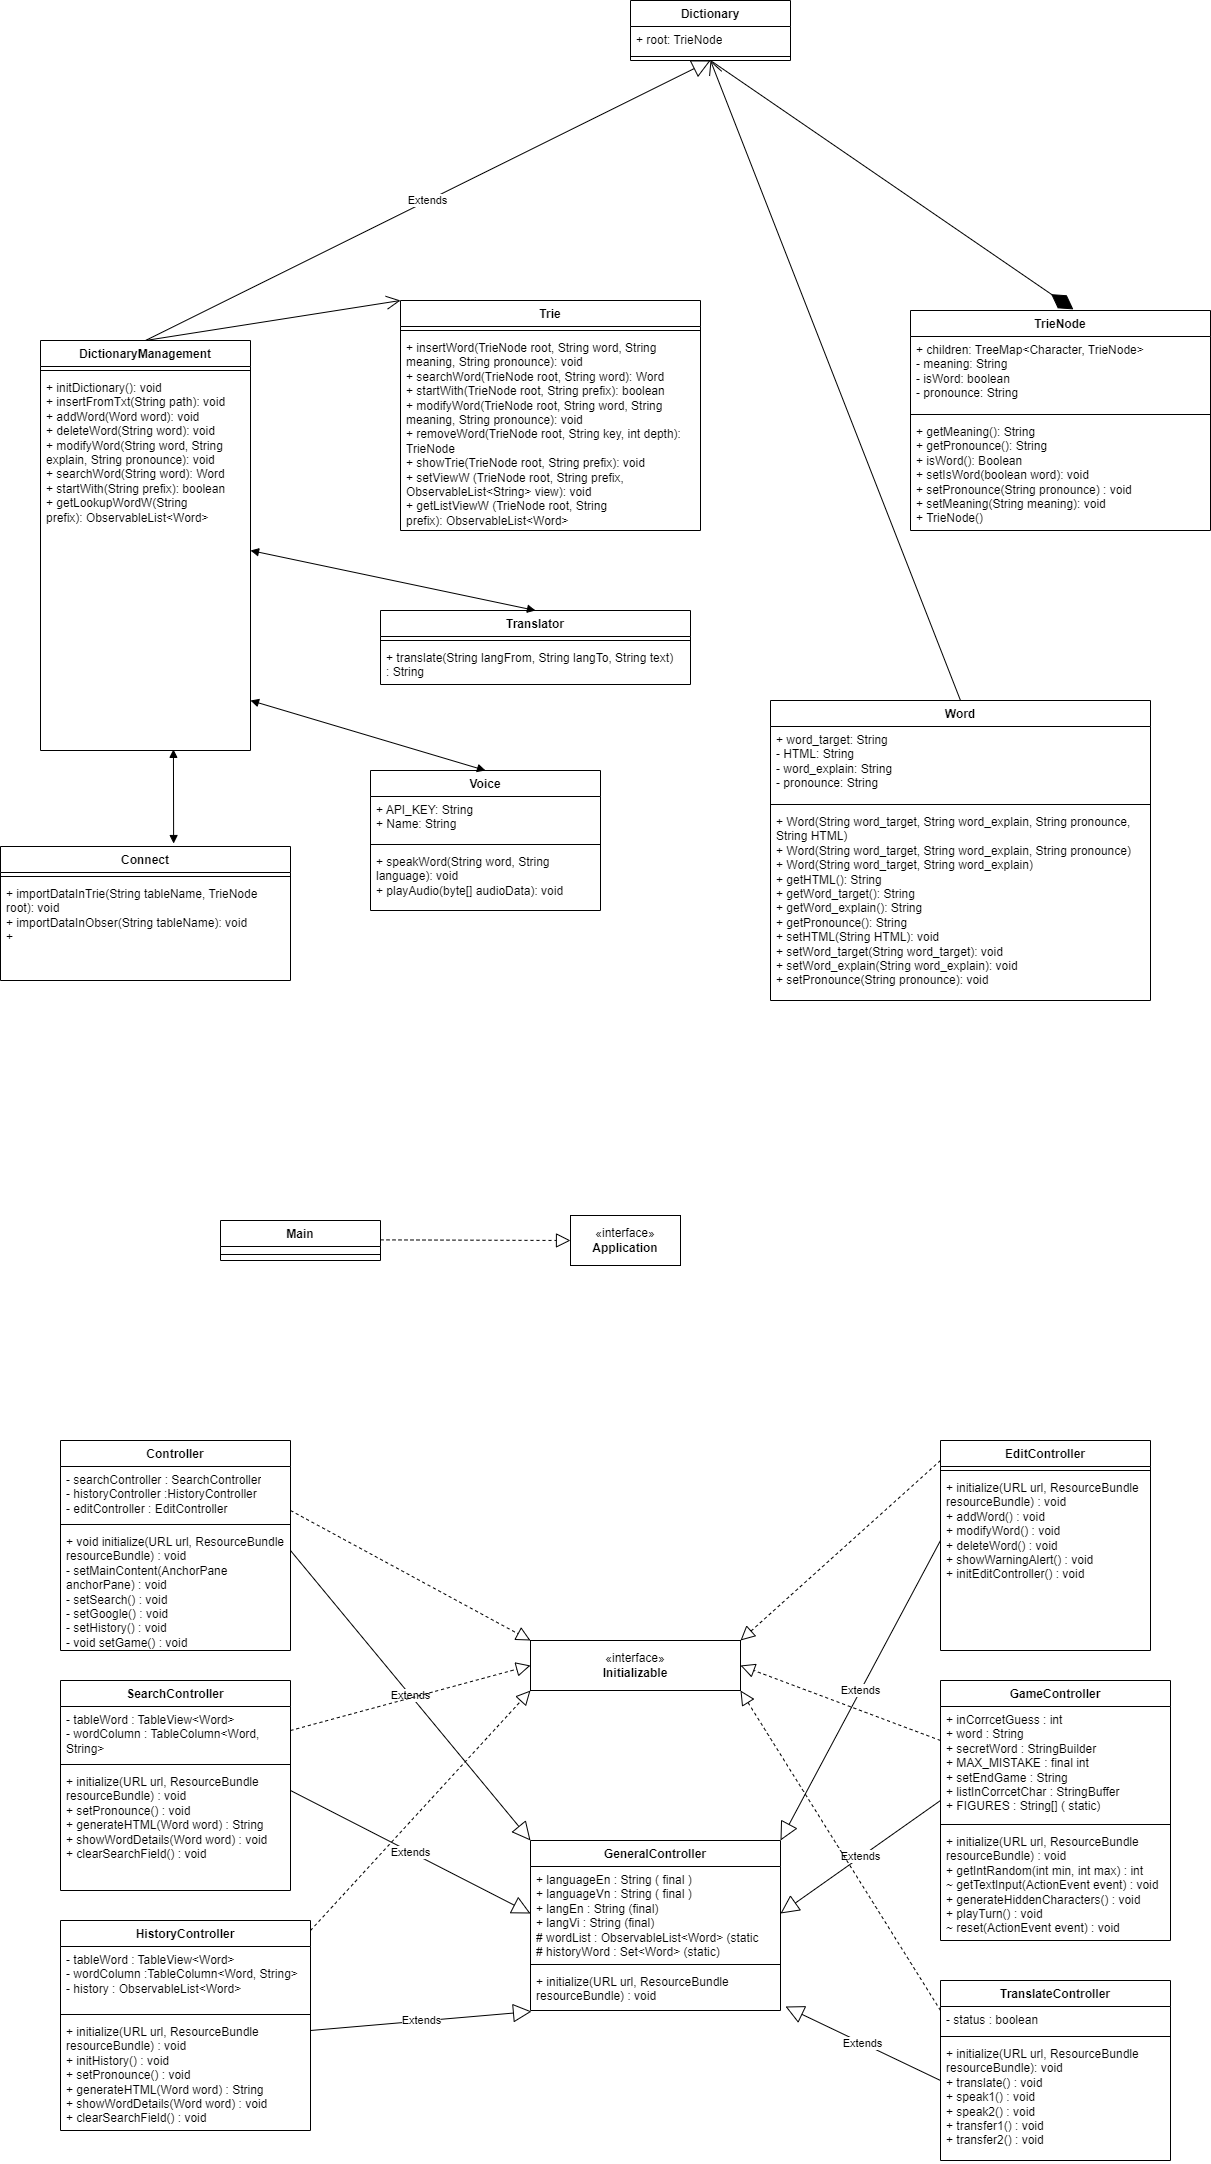 Dictionary
+ root: TrieNode
Extends
Trie
+ insertWord(TrieNode root, String word, String
meaning, String pronounce): void
+ searchWord(TrieNode root, String word): Word
+ startWith(TrieNode root, String prefix): boolean
+ modifyWord(TrieNode root, String word, String
meaning, String pronounce): void
+ removeWord(TrieNode root, String key, int depth):
TrieNode
+ showTrie(TrieNode root, String prefix): void
+ setViewW (TrieNode root, String prefix,
ObservableList<String> view): void
+ getListViewW (TrieNode root, String
prefix): ObservableList<Word>
TrieNode
+ children: TreeMap<Character, TrieNode>
- meaning: String
- isWord: boolean
- pronounce: String
+ getMeaning(): String
+ getPronounce(): String
+ isWord(): Boolean
+ setIsWord(boolean word): void
+ setPronounce(String pronounce) : void
+ setMeaning(String meaning): void
+ TrieNode()
DictionaryManagement
+ initDictionary(): void
+ insertFromTxt(String path): void
+ addWord(Word word): void
+ deleteWord(String word): void
+ modifyWord(String word, String
explain, String pronounce): void
+ searchWord(String word): Word
+ startWith(String prefix): boolean
+ getLookupWordW(String
prefix): ObservableList<Word>
Translator
+ translate(String langFrom, String langTo, String text)
: String
Word
+ word_target: String
- HTML: String
- word_explain: String
- pronounce: String
+ Word(String word_target, String word_explain, String pronounce,
String HTML)
+ Word(String word_target, String word_explain, String pronounce)
+ Word(String word_target, String word_explain)
+ getHTML(): String
+ getWord_target(): String
+ getWord_explain(): String
+ getPronounce(): String
+ setHTML(String HTML): void
+ setWord_target(String word_target): void
+ setWord_explain(String word_explain): void
+ setPronounce(String pronounce): void
Voice
+ API_KEY: String
+ Name: String
+ speakWord(String word, String
language): void
+ playAudio(byte[] audioData): void
Connect
+ importDataInTrie(String tableName, TrieNode
root): void
+ importDataInObser(String tableName): void
+
Main
«interface»
Application
Controller
- searchController : SearchController
- historyController :HistoryController
- editController : EditController
+ void initialize(URL url, ResourceBundle
resourceBundle) : void
- setMainContent(AnchorPane
anchorPane) : void
- setSearch() : void
- setGoogle() : void
- setHistory() : void
- void setGame() : void
EditController
+ initialize(URL url, ResourceBundle
resourceBundle) : void
+ addWord() : void
+ modifyWord() : void
+ deleteWord() : void
+ showWarningAlert() : void
+ initEditController() : void
«interface»
Initializable
Extends
Extends
SearchController
- tableWord : TableView<Word>
- wordColumn : TableColumn<Word,
String>
+ initialize(URL url, ResourceBundle
resourceBundle) : void
+ setPronounce() : void
+ generateHTML(Word word) : String
+ showWordDetails(Word word) : void
+ clearSearchField() : void
GameController
+ inCorrcetGuess : int
+ word : String
+ secretWord : StringBuilder
+ MAX_MISTAKE : final int
+ setEndGame : String
+ listInCorrcetChar : StringBuffer
+ FIGURES : String[] ( static)
+ initialize(URL url, ResourceBundle
resourceBundle) : void
+ getIntRandom(int min, int max) : int
~ getTextInput(ActionEvent event) : void
+ generateHiddenCharacters() : void
+ playTurn() : void
~ reset(ActionEvent event) : void
Extends
Extends
GeneralController
+ languageEn : String ( final )
+ languageVn : String ( final )
+ langEn : String (final)
+ langVi : String (final)
# wordList : ObservableList<Word> (static
# historyWord : Set<Word> (static)
+ initialize(URL url, ResourceBundle
resourceBundle) : void
HistoryController
- tableWord : TableView<Word>
- wordColumn :TableColumn<Word, String>
- history : ObservableList<Word>
+ initialize(URL url, ResourceBundle
resourceBundle) : void
+ initHistory() : void
+ setPronounce() : void
+ generateHTML(Word word) : String
+ showWordDetails(Word word) : void
+ clearSearchField() : void
Extends
Extends
TranslateController
- status : boolean
+ initialize(URL url, ResourceBundle
resourceBundle): void
+ translate() : void
+ speak1() : void
+ speak2() : void
+ transfer1() : void
+ transfer2() : void